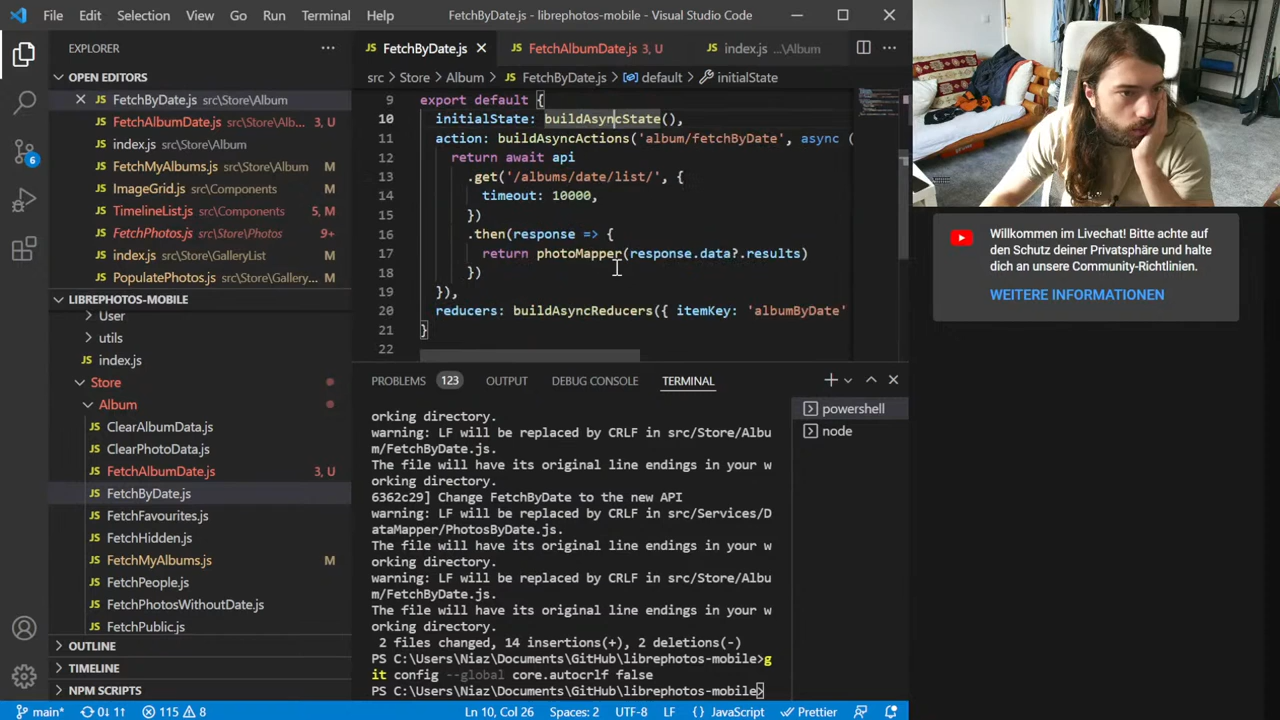 File Edit Selection View Go Run Terminal Help FetchByDate.js - librephotos-mobile - Visual Studio Code
EXPLORER
OPEN EDITORS
FetchByDate.js src\Store\Album
FetchAlbumDate.js src\Store\Alb... 3, U
index.js src\Store\Album
FetchMyAlbums.js src\Store... M
ImageGrid.js src\Components
TimelineList.js src\Components 5, M
FetchPhotos.js src\Store\Photos 9+
index.js src\Store\GalleryList
PopulatePhotos.js src\Store\... M
LIBREPHOTOS-MOBILE
User
utils
index.js
Store
Album
ClearAlbumData.js
ClearPhotoData.js
FetchAlbumDate.js 3, U
FetchByDate.js
FetchFavourites.js
FetchHidden.js
FetchMyAlbums.js M
FetchPeople.js
FetchPhotosWithoutDate.js
FetchPublic.js
OUTLINE
TIMELINE
NPM SCRIPTS
FetchByDate.js FetchAlbumDate.js 3, U index.js ...\Album
src > Store > Album > FetchByDate.js > default > initialState
9 export default {
10 initialState: buildAsyncState(),
11 action: buildAsyncActions('album/fetchByDate', async (
12 return await api
13 .get('/albums/date/list/', {
14 timeout: 10000,
15 })
16 .then(response => {
17 return photoMapper(response.data?.results)
18 })
19 }),
20 reducers: buildAsyncReducers({ itemKey: 'albumByDate'
21 }
22
PROBLEMS 123 OUTPUT DEBUG CONSOLE TERMINAL
powershell
node
orking directory.
warning: LF will be replaced by CRLF in src/Store/Albu
m/FetchByDate.js.
The file will have its original line endings in your w
orking directory.
6362c29] Change FetchByDate to the new API
warning: LF will be replaced by CRLF in src/Services/D
ataMapper/PhotosByDate.js.
The file will have its original line endings in your w
orking directory.
warning: LF will be replaced by CRLF in src/Store/Albu
m/FetchByDate.js.
The file will have its original line endings in your w
orking directory.
2 files changed, 14 insertions(+), 2 deletions(-)
PS C:\Users\Niaz\Documents\GitHub\librephotos-mobile>g
it config --global core.autocrlf false
PS C:\Users\Niaz\Documents\GitHub\librephotos-mobile>
6
main* 0↓ 1↑ 115 8 Ln 10, Col 26 Spaces: 2 UTF-8 LF {} JavaScript Prettier
Willkommen im Livechat! Bitte achte auf
den Schutz deiner Privatsphäre und halte
dich an unsere Community-Richtlinien.
WEITERE INFORMATIONEN